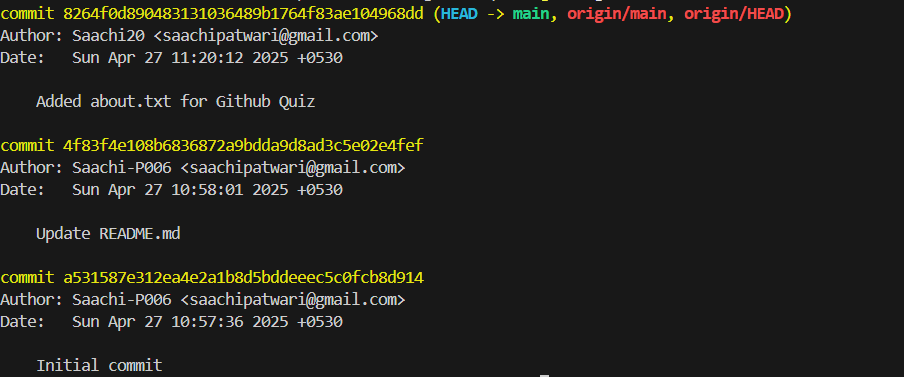 commit 8264f0d890483131036489b1764f83ae104968dd (HEAD -> main, origin/main, origin/HEAD)
Author: Saachi20 <saachipatwari@gmail.com>
Date:   Sun Apr 27 11:20:12 2025 +0530
Added about.txt for Github Quiz
commit 4f83f4e108b6836872a9bdda9d8ad3c5e02e4fef
Author: Saachi-P006 <saachipatwari@gmail.com>
Date:   Sun Apr 27 10:58:01 2025 +0530
Update README.md
commit a531587e312ea4e2a1b8d5bddeeec5c0fcb8d914
Author: Saachi-P006 <saachipatwari@gmail.com>
Date:   Sun Apr 27 10:57:36 2025 +0530
Initial commit